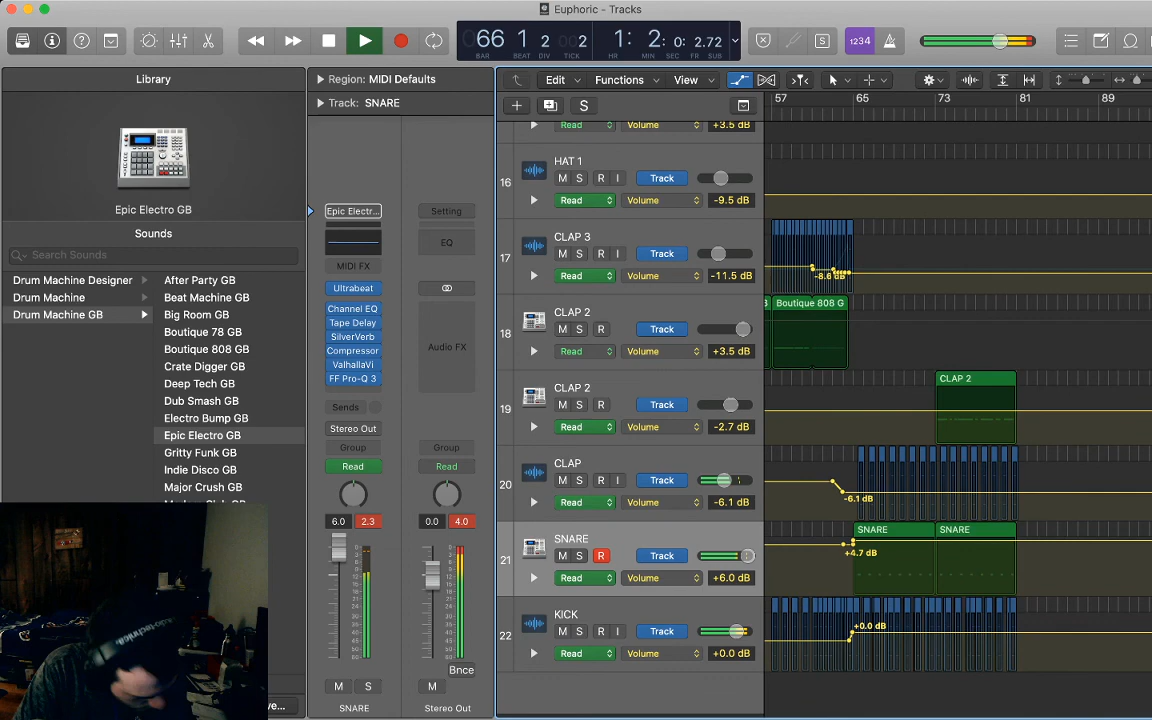 Euphoric - Tracks
66 1 2 2 1: 2: 0: 2.72
BAR BEAT DIV HR MIN SEC FR SUB
S 1234
Library
Region: MIDI Defaults
Edit Functions View
Track: SNARE
S
57 65 73 81 89
Read Volume +3.5 dB
Epic Electro GB
Sounds
Search Sounds
Drum Machine Designer
Drum Machine
Drum Machine GB
After Party GB
Beat Machine GB
Big Room GB
Boutique 78 GB
Boutique 808 GB
Crate Digger GB
Deep Tech GB
Dub Smash GB
Electro Bump GB
Epic Electro GB
Gritty Funk GB
Indie Disco GB
Major Crush GB
Epic Electr...
MIDI FX
Ultrabeat
Channel EQ
Tape Delay
SilverVerb
Compressor
ValhallaVi
FF Pro-Q 3
Sends
Stereo Out
Group
Read
6.0 2.3
M S
SNARE
Setting
EQ
Audio FX
Group
Read
0.0 4.0
Bnce
M
Stereo Out
16
HAT 1
M S R I Track
Read Volume -9.5 dB
17
CLAP 3
M S R I Track
Read Volume -11.5 dB
-8.6 dB
18
CLAP 2
M S R Track
Read Volume +3.5 dB
B Boutique 808 G
19
CLAP 2
M S R Track
Read Volume -2.7 dB
CLAP 2
20
CLAP
M S R I Track
Read Volume -6.1 dB
-6.1 dB
21
SNARE
M S R Track
Read Volume +6.0 dB
SNARE SNARE
+4.7 dB
22
KICK
M S R I Track
Read Volume +0.0 dB
+0.0 dB